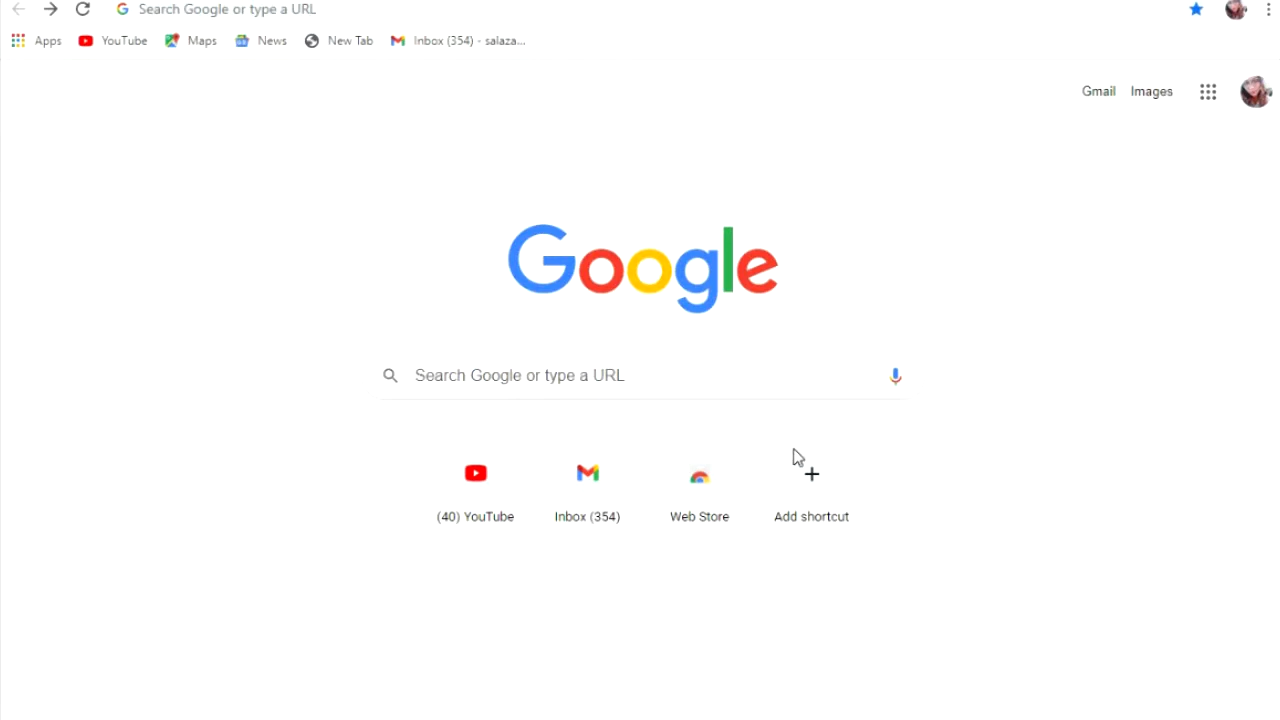 Search Google or type a URL
Apps YouTube Maps News New Tab Inbox (354) - salaza...
Gmail Images
Google
Search Google or type a URL
(40) YouTube Inbox (354) Web Store Add shortcut